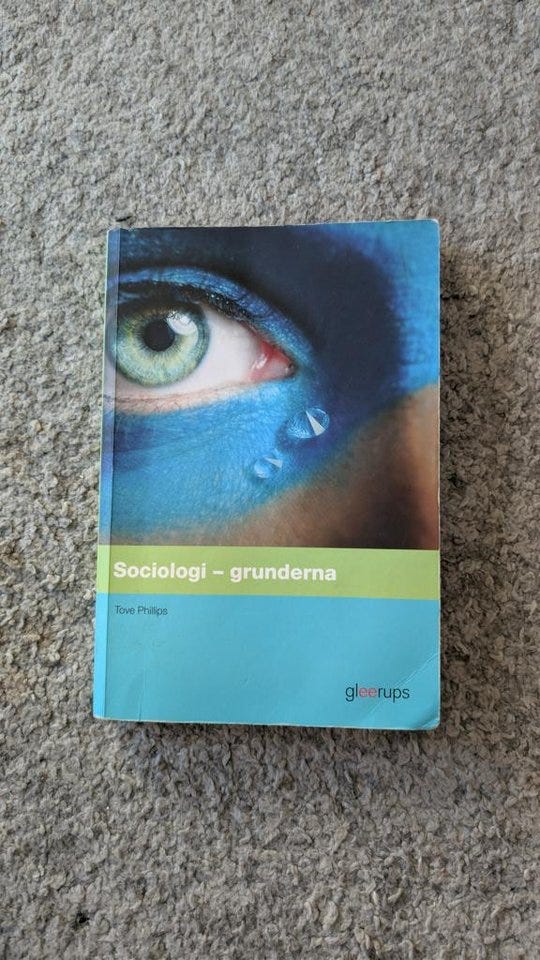 Sociologi – grunderna
Tove Phillips
gleerups